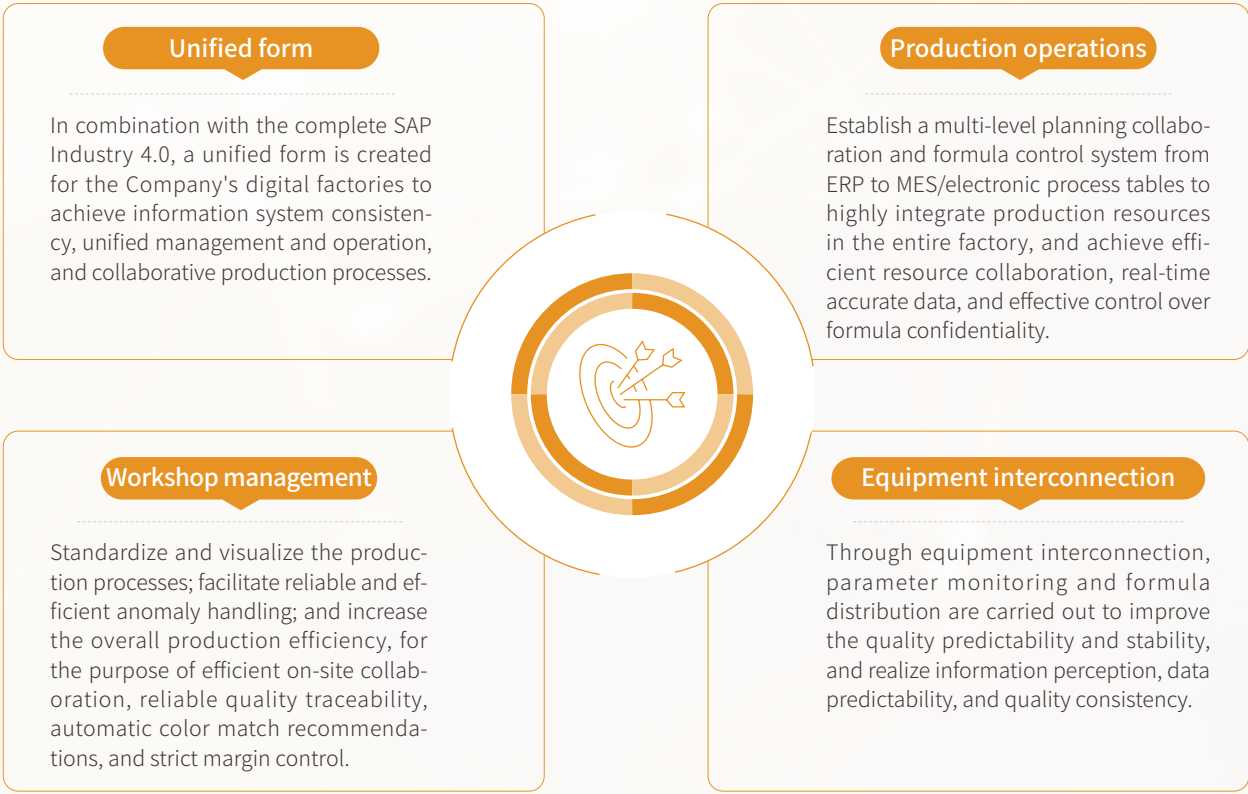 Unified form
In combination with the complete SAP
Industry 4.0, a unified form is created
for the Company's digital factories to
achieve information system consisten-
cy, unified management and operation,
and collaborative production processes.
Production operations
Establish a multi-level planning collabo-
ration and formula control system from
ERP to MES/electronic process tables to
highly integrate production resources
in the entire factory, and achieve effi-
cient resource collaboration, real-time
accurate data, and effective control over
formula confidentiality.
Workshop management
Standardize and visualize the produc-
tion processes; facilitate reliable and ef-
ficient anomaly handling; and increase
the overall production efficiency, for
the purpose of efficient on-site collab-
oration, reliable quality traceability,
automatic color match recommenda-
tions, and strict margin control.
Equipment interconnection
Through equipment interconnection,
parameter monitoring and formula
distribution are carried out to improve
the quality predictability and stability,
and realize information perception, data
predictability, and quality consistency.